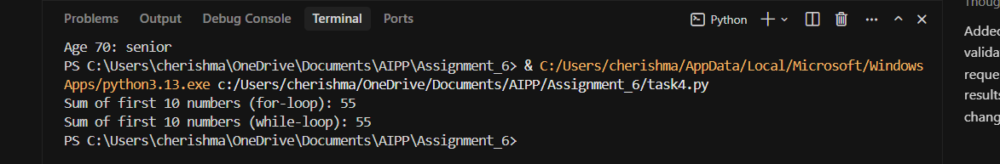 Problems Output Debug Console Terminal Ports Python
Age 70: senior
PS C:\Users\cherishma\OneDrive\Documents\AIPP\Assignment_6> & C:/Users/cherishma/AppData/Local/Microsoft/Windows
Apps/python3.13.exe c:/Users/cherishma/OneDrive/Documents/AIPP/Assignment_6/task4.py
Sum of first 10 numbers (for-loop): 55
Sum of first 10 numbers (while-loop): 55
PS C:\Users\cherishma\OneDrive\Documents\AIPP\Assignment_6>
Added
valida
reque
results
chang